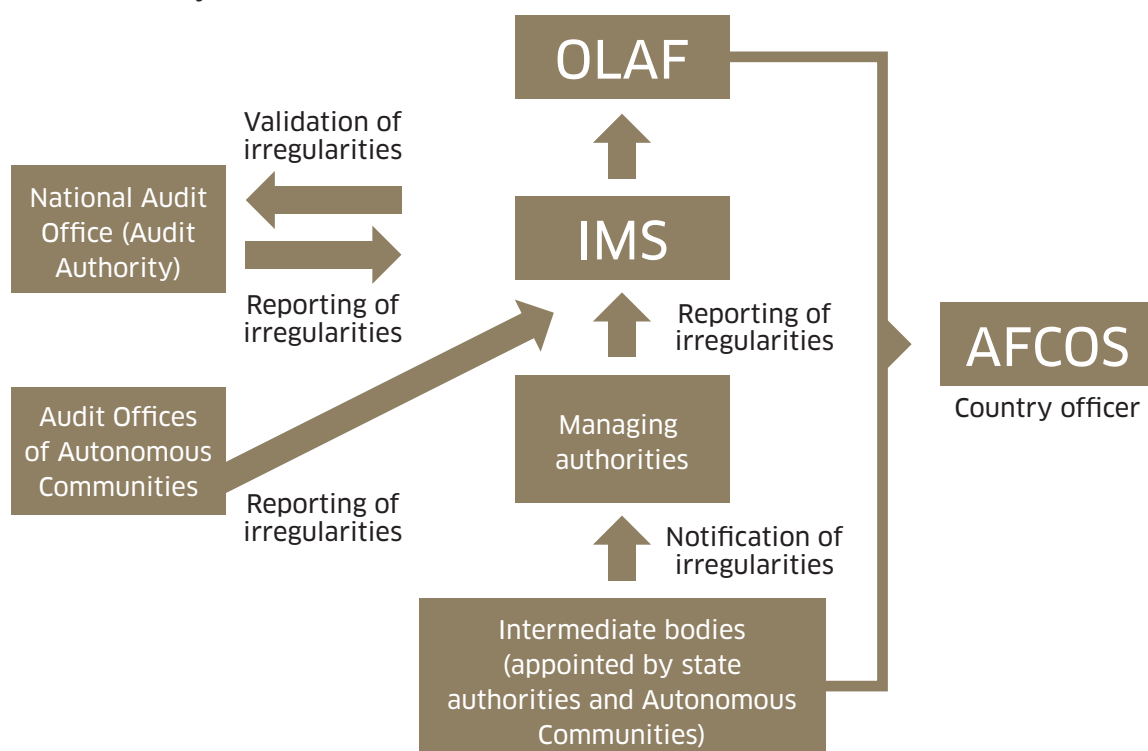 OLAF
Validation of
irregularities
National Audit
Office (Audit
Authority)
IMS
Reporting of
irregularities
Reporting of
irregularities
AFCOS
Country officer
Audit Offices
of Autonomous
Communities
Managing
authorities
Reporting of
irregularities
Notification of
irregularities
Intermediate bodies
(appointed by state
authorities and Autonomous
Communities)